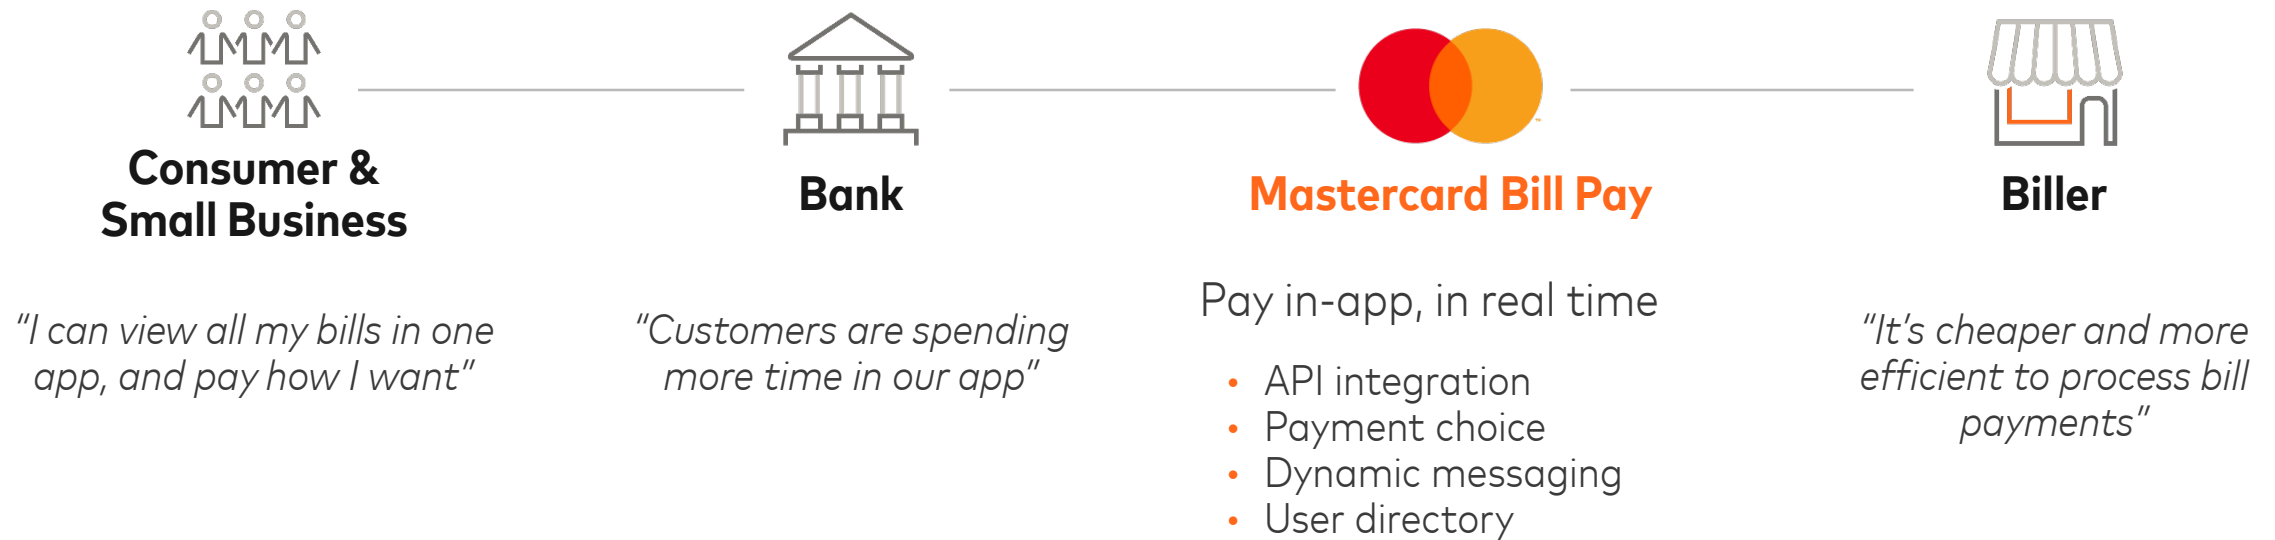 Consumer &
Small Business
"I can view all my bills in one
app, and pay how I want"
Bank
"Customers are spending
more time in our app"
Mastercard Bill Pay
Pay in-app, in real time
• API integration
• Payment choice
• Dynamic messaging
• User directory
Biller
"It's cheaper and more
efficient to process bill
payments"